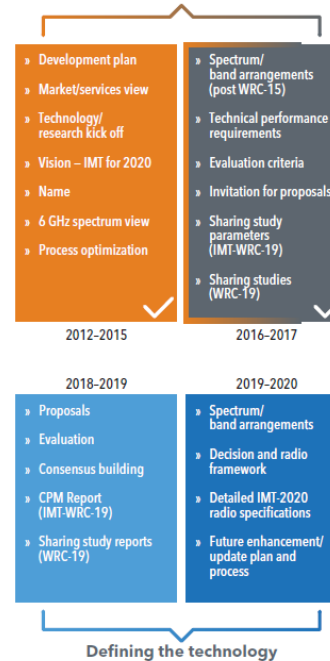 » Development plan
» Market/services view
» Technology/
research kick off
» Vision – IMT for 2020
» Name
» 6 GHz spectrum view
» Process optimization
2012–2015
» Spectrum/
band arrangements
(post WRC-15)
» Technical performance
requirements
» Evaluation criteria
» Invitation for proposals
» Sharing study
parameters
(IMT-WRC-19)
» Sharing studies
(WRC-19)
2016–2017
2018–2019
» Proposals
» Evaluation
» Consensus building
» CPM Report
(IMT-WRC-19)
» Sharing study reports
(WRC-19)
2019–2020
» Spectrum/
band arrangements
» Decision and radio
framework
» Detailed IMT-2020
radio specifications
» Future enhancement/
update plan and
process
Defining the technology